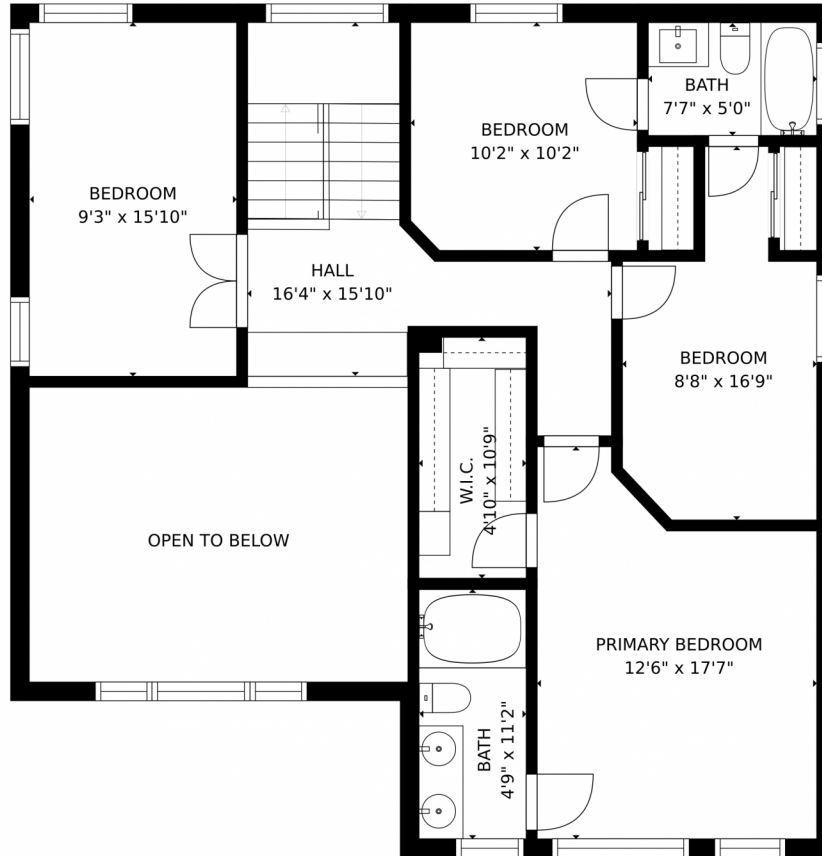 BATH
7'7" x 5'0"
BEDROOM
10'2" x 10'2"
BEDROOM
9'3" x 15'10"
HALL
16'4" x 15'10"
BEDROOM
8'8" x 16'9"
W.I.C.
4'10" x 10'9"
OPEN TO BELOW
PRIMARY BEDROOM
12'6" x 17'7"
BATH
4'9" x 11'2"